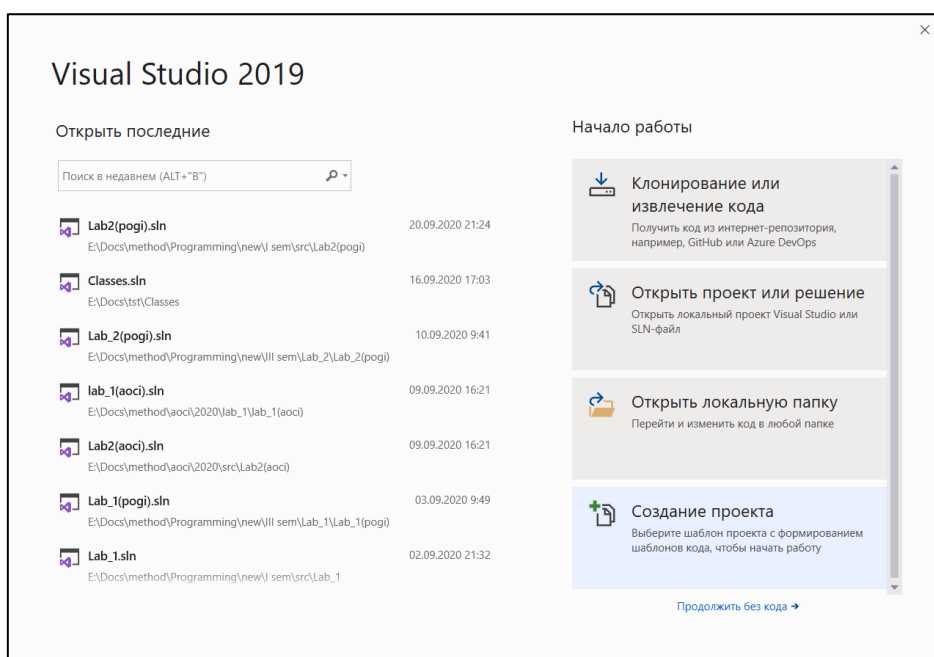 Visual Studio 2019
Открыть последние
Поиск в недавнем (ALT+"В")
Lab2(pogi).sln
20.09.2020 21:24
E:\Docs\method\Programming\new\I sem\src\Lab2(pogi)
Classes.sln
16.09.2020 17:03
E:\Docs\tst\Classes
Lab_2(pogi).sln
10.09.2020 9:41
E:\Docs\method\Programming\new\III sem\Lab_2\Lab_2(pogi)
lab_1(aoci).sln
09.09.2020 16:21
E:\Docs\method\aoci\2020\lab_1\lab_1(aoci)
Lab2(aoci).sln
09.09.2020 16:21
E:\Docs\method\aoci\2020\src\Lab2(aoci)
Lab_1(pogi).sln
03.09.2020 9:49
E:\Docs\method\Programming\new\III sem\Lab_1\Lab_1(pogi)
Lab_1.sln
02.09.2020 21:32
E:\Docs\method\Programming\new\I sem\src\Lab_1
Начало работы
Клонирование или
извлечение кода
Получить код из интернет-репозитория,
например, GitHub или Azure DevOps
Открыть проект или решение
Открыть локальный проект Visual Studio или
SLN-файл
Открыть локальную папку
Перейти и изменить код в любой папке
Создание проекта
Выберите шаблон проекта с формированием
шаблонов кода, чтобы начать работу
Продолжить без кода →